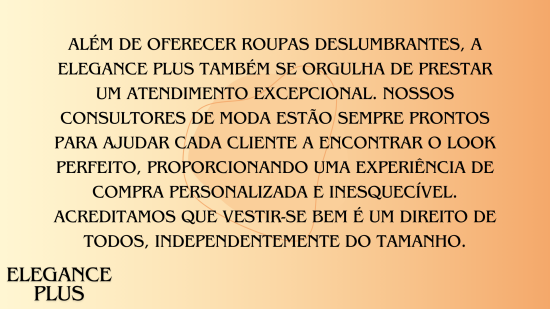 ALÉM DE OFERECER ROUPAS DESLUMBRANTES, A
ELEGANCE PLUS TAMBÉM SE ORGULHA DE PRESTAR
UM ATENDIMENTO EXCEPCIONAL. NOSSOS
CONSULTORES DE MODA ESTÃO SEMPRE PRONTOS
PARA AJUDAR CADA CLIENTE A ENCONTRAR O LOOK
PERFEITO, PROPORCIONANDO UMA EXPERIÊNCIA DE
COMPRA PERSONALIZADA E INESQUECÍVEL.
ACREDITAMOS QUE VESTIR-SE BEM É UM DIREITO DE
TODOS, INDEPENDENTEMENTE DO TAMANHO.
ELEGANCE
PLUS